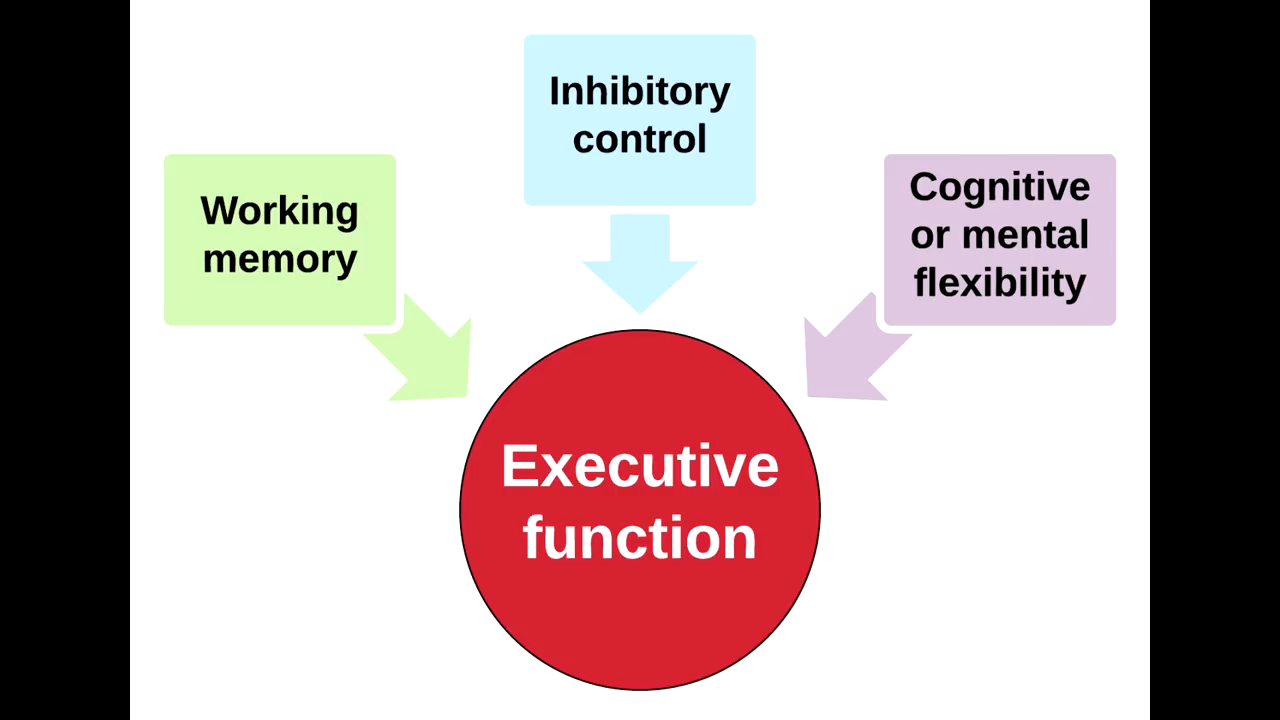 Inhibitory
control
Working
memory
Cognitive
or mental
flexibility
Executive
function